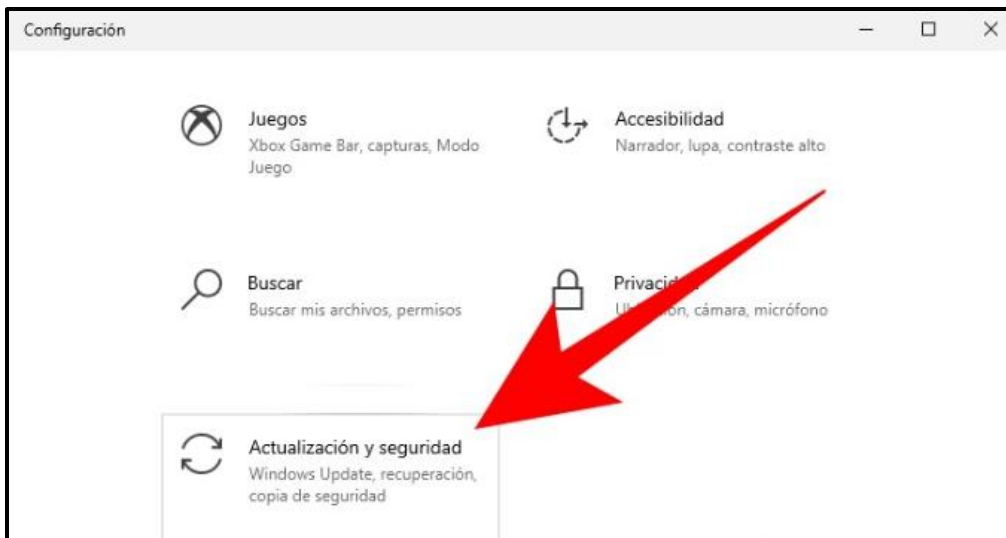 Configuración
Juegos
Xbox Game Bar, capturas, Modo
Juego
Accesibilidad
Narrador, lupa, contraste alto
Buscar
Buscar mis archivos, permisos
cámara, micrófono
Actualización y seguridad
Windows Update, recuperación,
copia de seguridad